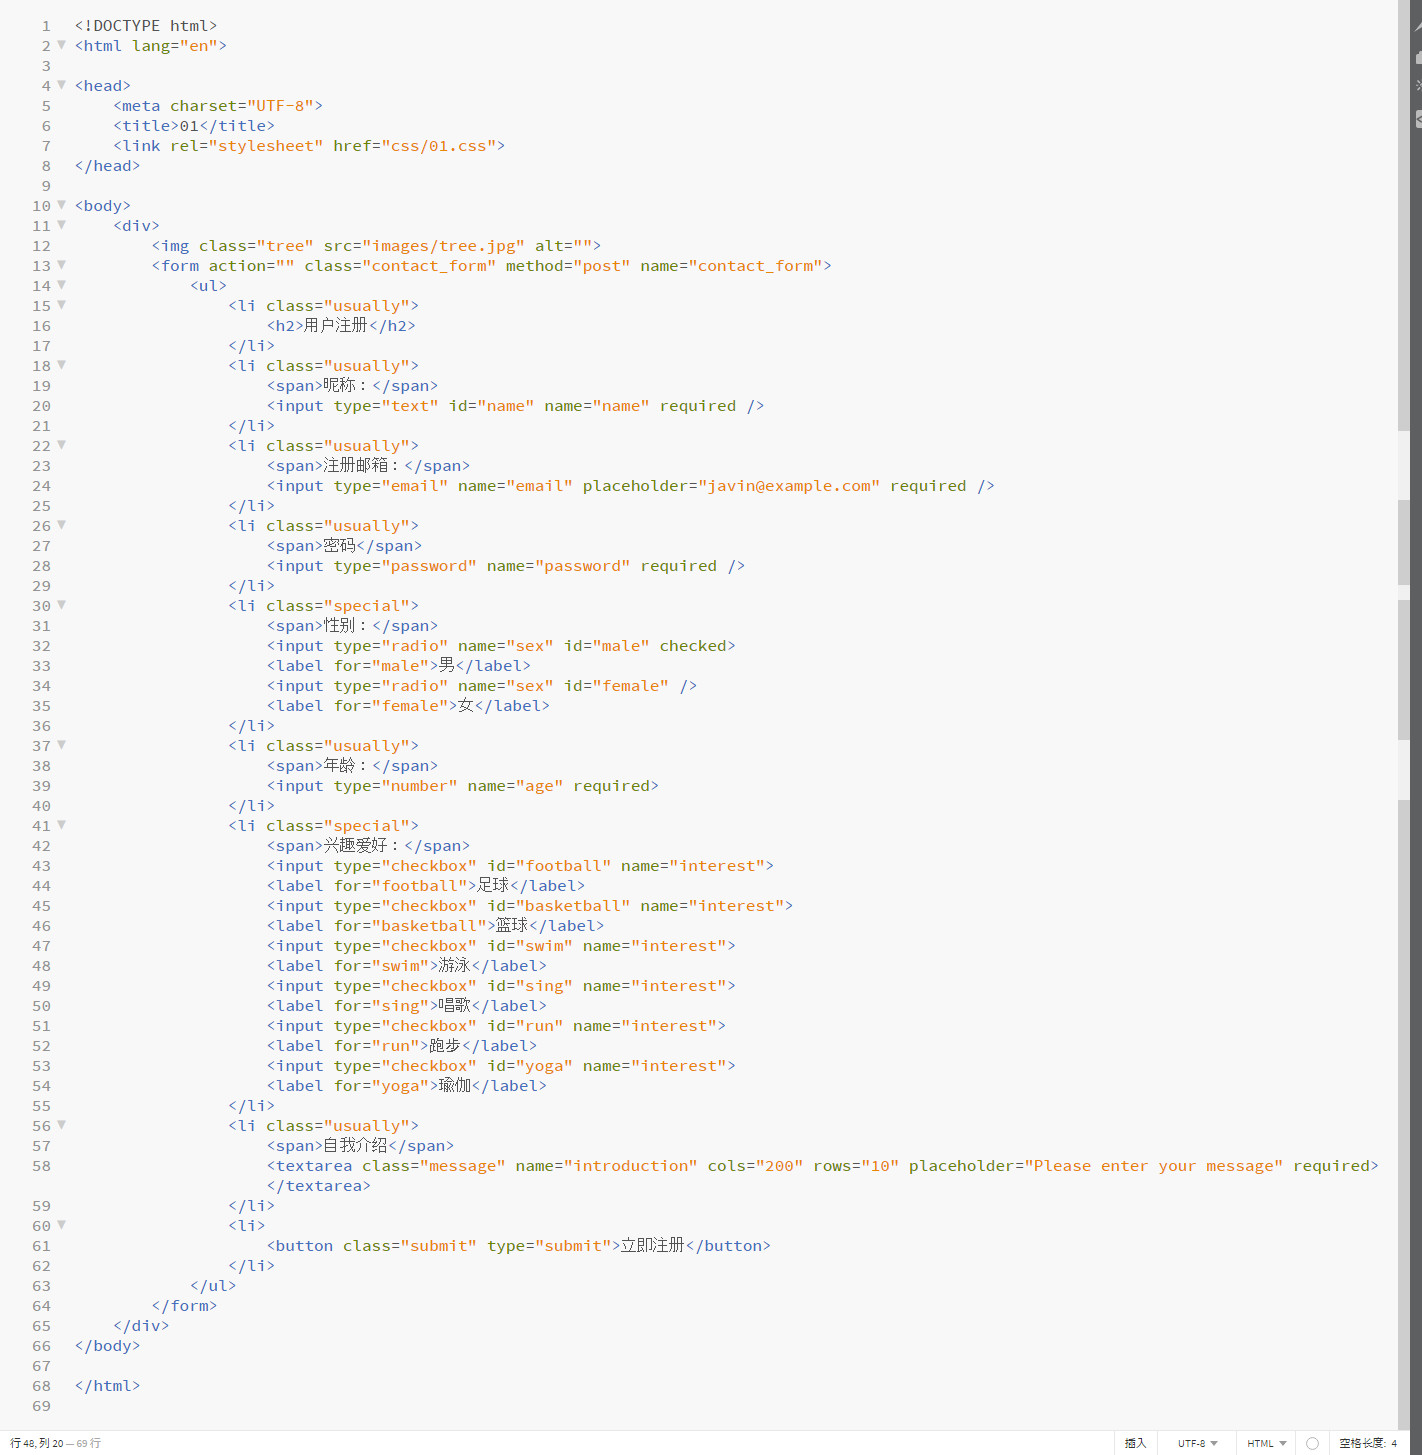 1 <!DOCTYPE html>
2 <html lang="en">
3
4 <head>
5     <meta charset="UTF-8">
6     <title>01</title>
7     <link rel="stylesheet" href="css/01.css">
8 </head>
9
10 <body>
11     <div>
12         <img class="tree" src="images/tree.jpg" alt="">
13         <form action="" class="contact_form" method="post" name="contact_form">
14             <ul>
15                 <li class="usually">
16                     <h2>用户注册</h2>
17                 </li>
18                 <li class="usually">
19                     <span>昵称：</span>
20                     <input type="text" id="name" name="name" required />
21                 </li>
22                 <li class="usually">
23                     <span>注册邮箱：</span>
24                     <input type="email" name="email" placeholder="javin@example.com" required />
25                 </li>
26                 <li class="usually">
27                     <span>密码</span>
28                     <input type="password" name="password" required />
29                 </li>
30                 <li class="special">
31                     <span>性别：</span>
32                     <input type="radio" name="sex" id="male" checked>
33                     <label for="male">男</label>
34                     <input type="radio" name="sex" id="female" />
35                     <label for="female">女</label>
36                 </li>
37                 <li class="usually">
38                     <span>年龄：</span>
39                     <input type="number" name="age" required>
40                 </li>
41                 <li class="special">
42                     <span>兴趣爱好：</span>
43                     <input type="checkbox" id="football" name="interest">
44                     <label for="football">足球</label>
45                     <input type="checkbox" id="basketball" name="interest">
46                     <label for="basketball">篮球</label>
47                     <input type="checkbox" id="swim" name="interest">
48                     <label for="swim">游泳</label>
49                     <input type="checkbox" id="sing" name="interest">
50                     <label for="sing">唱歌</label>
51                     <input type="checkbox" id="run" name="interest">
52                     <label for="run">跑步</label>
53                     <input type="checkbox" id="yoga" name="interest">
54                     <label for="yoga">瑜伽</label>
55                 </li>
56                 <li class="usually">
57                     <span>自我介绍</span>
58                     <textarea class="message" name="introduction" cols="200" rows="10" placeholder="Please enter your message" required>
                    </textarea>
59                 </li>
60                 <li>
61                     <button class="submit" type="submit">立即注册</button>
62                 </li>
63             </ul>
64         </form>
65     </div>
66 </body>
67
68 </html>
69
行 48, 列 20 — 69 行 插入 UTF-8 HTML 空格长度: 4